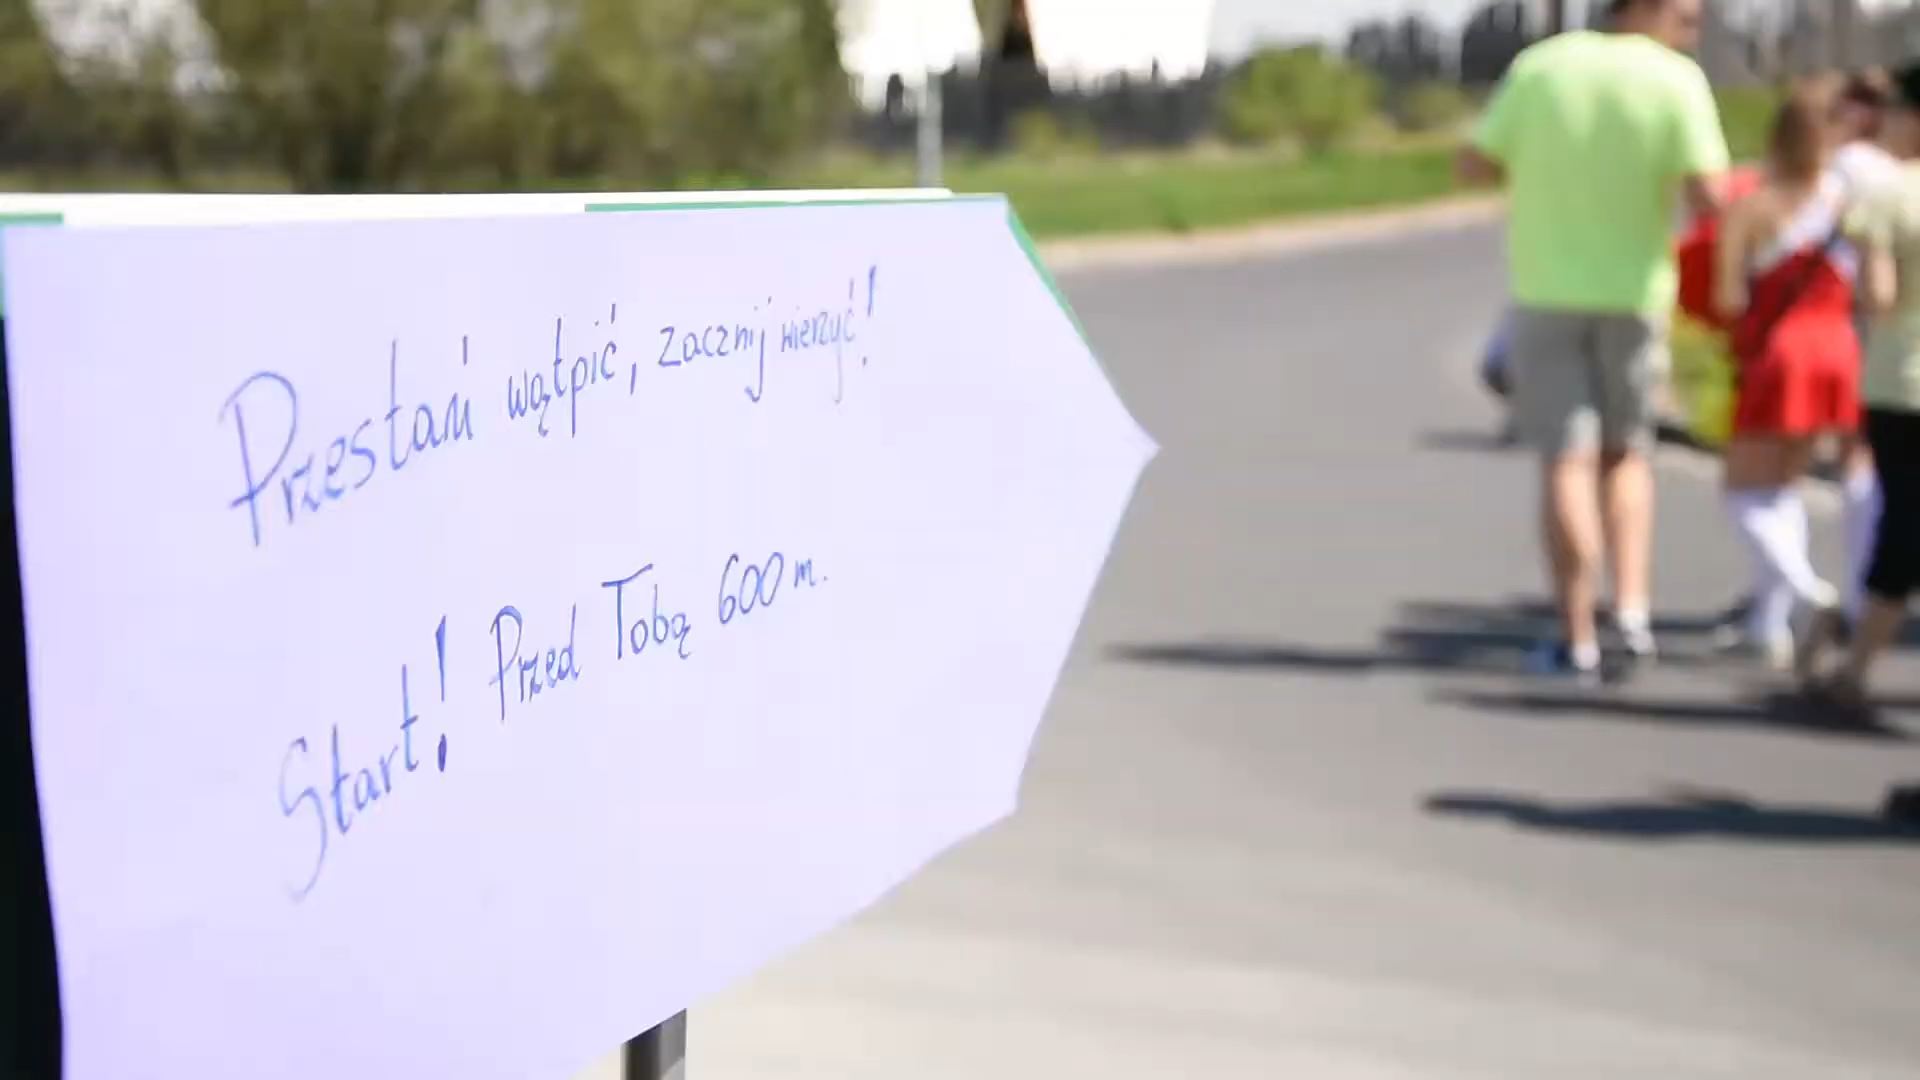 Przestań wątpić, zacznij wierzyć!
Start! Przed Tobą 600 m.